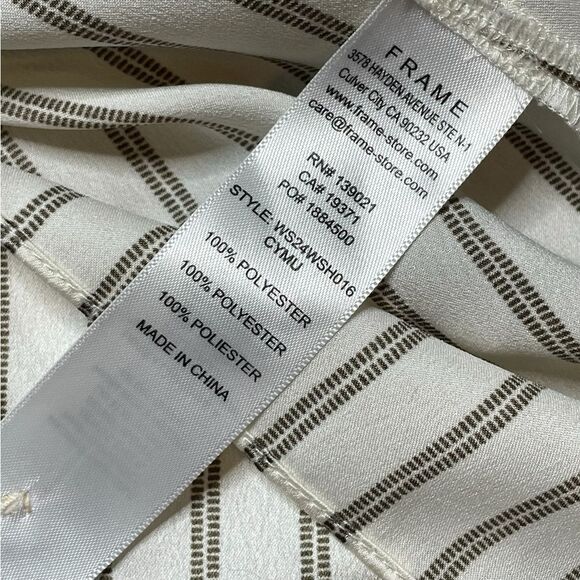 FRAME
3578 HAYDEN AVENUE STE.N-1
Culver City CA 90232 USA
www.frame-store.com
care@frame-store.com
RN# 139021
CA# 19371
PO# 1884500
STYLE: WS24WSH016
CYMU
100% POLYESTER
100% POLYESTER
100% POLIESTER
MADE IN CHINA